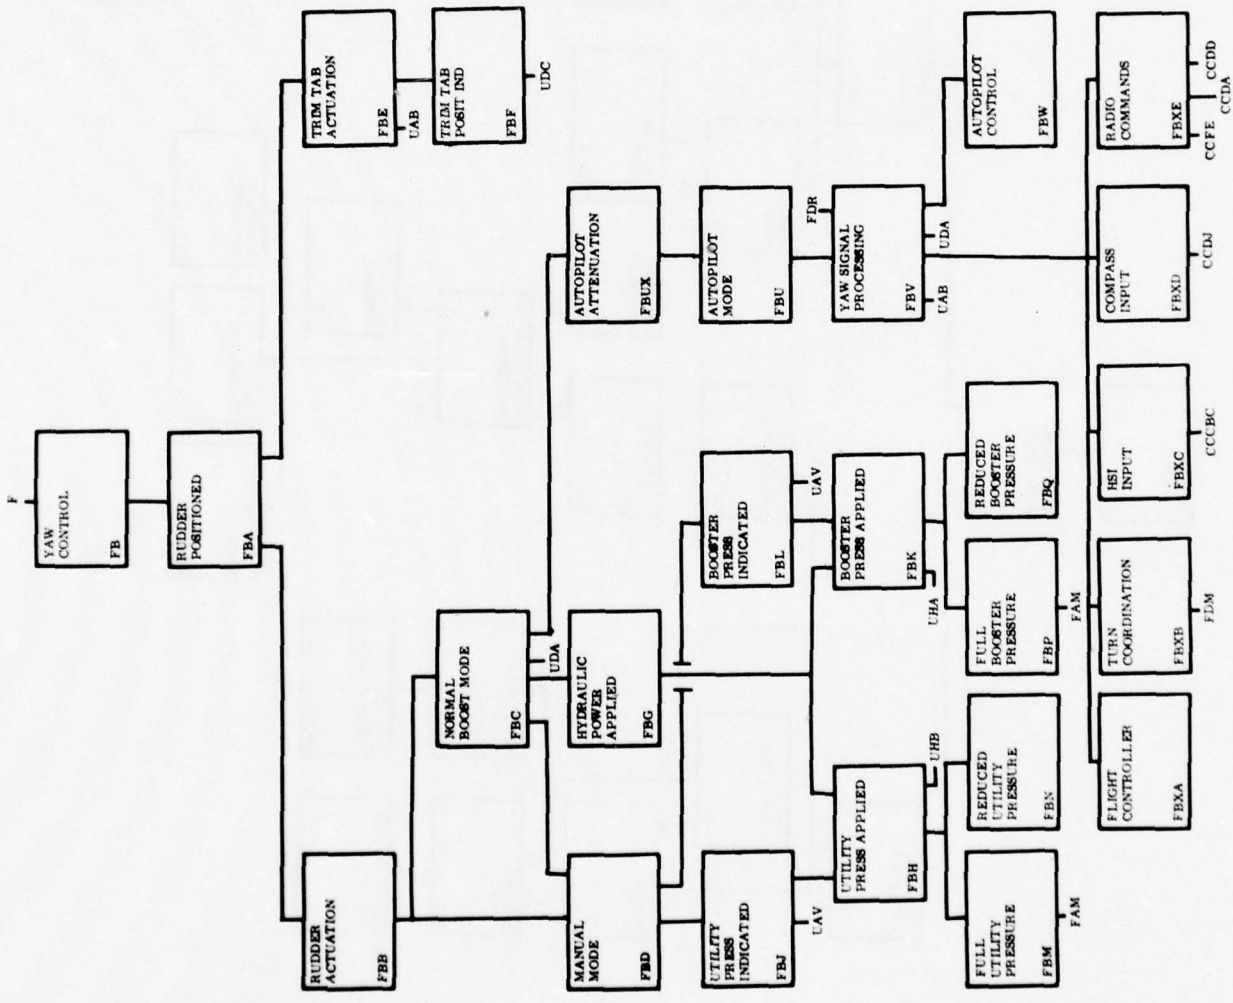 F
YAW
CONTROL
FB
RUDDER
POSITIONED
FBA
TRIM TAB
ACTUATION
FBE
UAB
TRIM TAB
POSIT IND
FBF
UDC
RUDDER
ACTUATION
FBB
NORMAL
BOOST MODE
FBC
UDA
MANUAL
MODE
FBD
HYDRAULIC
POWER
APPLIED
FBG
AUTOPILOT
ATTENUATION
FBUX
UTILITY
PRESS
INDICATED
FBJ
UAV
BOOSTER
PRESS
INDICATED
FBL
UAV
AUTOPILOT
MODE
FBU
UTILITY
PRESS APPLIED
FBH
UHB
BOOSTER
PRESS APPLIED
FBK
UHA
FDR
YAW SIGNAL
PROCESSING
FBV
UAB
UDA
FULL
UTILITY
PRESSURE
FBM
FAM
REDUCED
UTILITY
PRESSURE
FBN
FULL
BOOSTER
PRESSURE
FBP
FAM
REDUCED
BOOSTER
PRESSURE
FBQ
AUTOPILOT
CONTROL
FBW
FLIGHT
CONTROLLER
FBXA
TURN
COORDINATION
FBXB
FDM
HSI
INPUT
FBXC
CCCBC
COMPASS
INPUT
FBXD
CCDJ
RADIO
COMMANDS
FBXE
CCFE
CCDA
CCDD